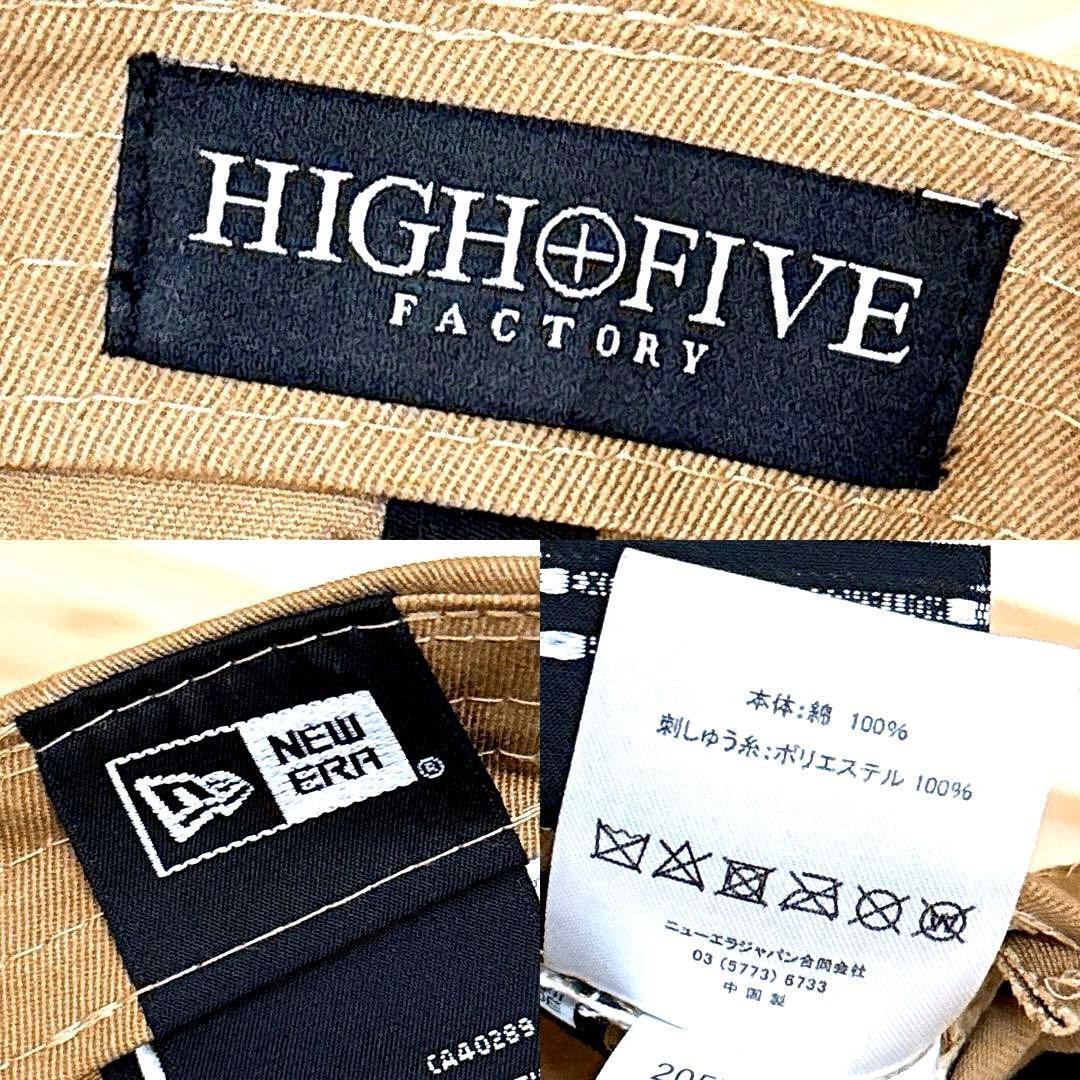 HIGH⊕FIVE
FACTORY
NEW
ERA
®
CA40289
本体:綿 100%
刺しゅう糸:ポリエステル 100%
W
ニューエラジャパン合同会社
03 (5773) 6733
中国製
205